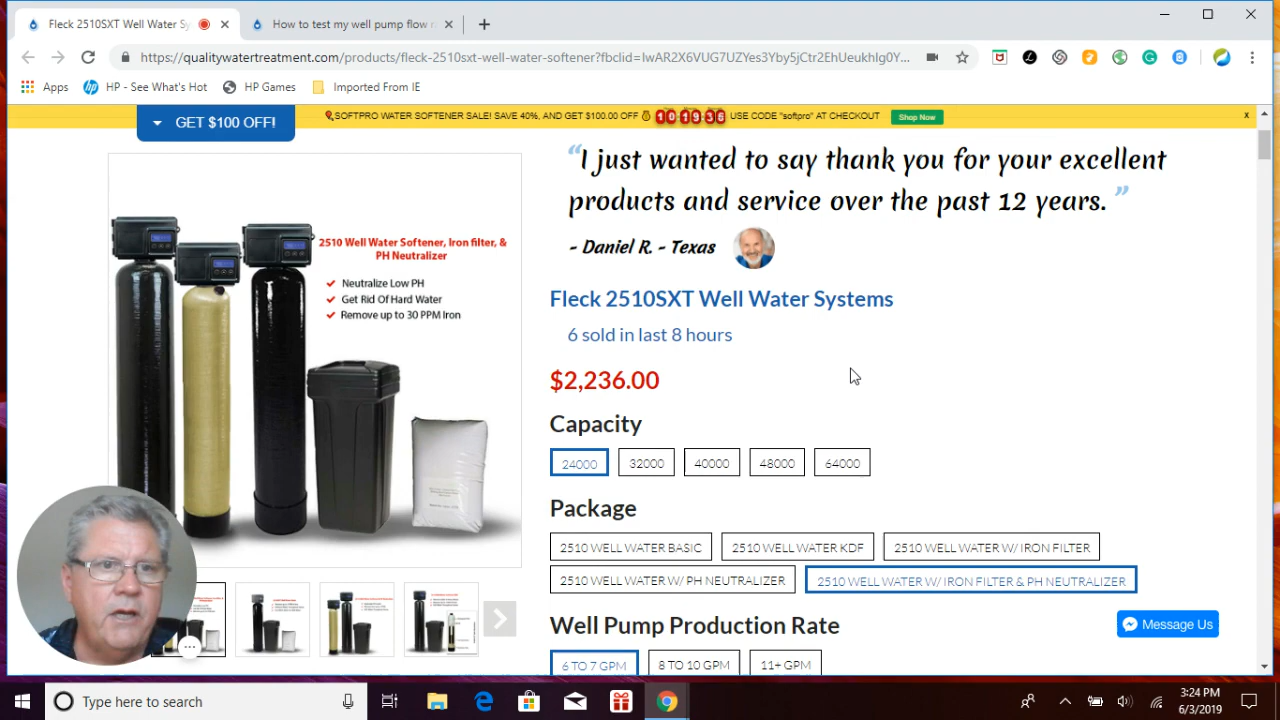 Fleck 2510SXT Well Water Sy
How to test my well pump flow r
https://qualitywatertreatment.com/products/fleck-2510sxt-well-water-softener?fbclid=IwAR2X6VUG7UZYes3Yby5jCtr2EhUeukhIg0Y...
Apps
HP - See What's Hot
HP Games
Imported From IE
GET $100 OFF!
SOFTPRO WATER SOFTENER SALE! SAVE 40%, AND GET $100.00 OFF 10 19 36 USE CODE "softpro" AT CHECKOUT Shop Now x
“I just wanted to say thank you for your excellent
products and service over the past 12 years.”
- Daniel R. - Texas
2510 Well Water Softener, Iron filter, &
PH Neutralizer
Neutralize Low PH
Get Rid Of Hard Water
Remove up to 30 PPM Iron
Fleck 2510SXT Well Water Systems
6 sold in last 8 hours
$2,236.00
Capacity
24000 32000 40000 48000 64000
Package
2510 WELL WATER BASIC 2510 WELL WATER KDF 2510 WELL WATER W/ IRON FILTER
2510 WELL WATER W/ PH NEUTRALIZER 2510 WELL WATER W/ IRON FILTER & PH NEUTRALIZER
Well Pump Production Rate
Message Us
6 TO 7 GPM 8 TO 10 GPM 11+ GPM
Type here to search
3:24 PM
6/3/2019